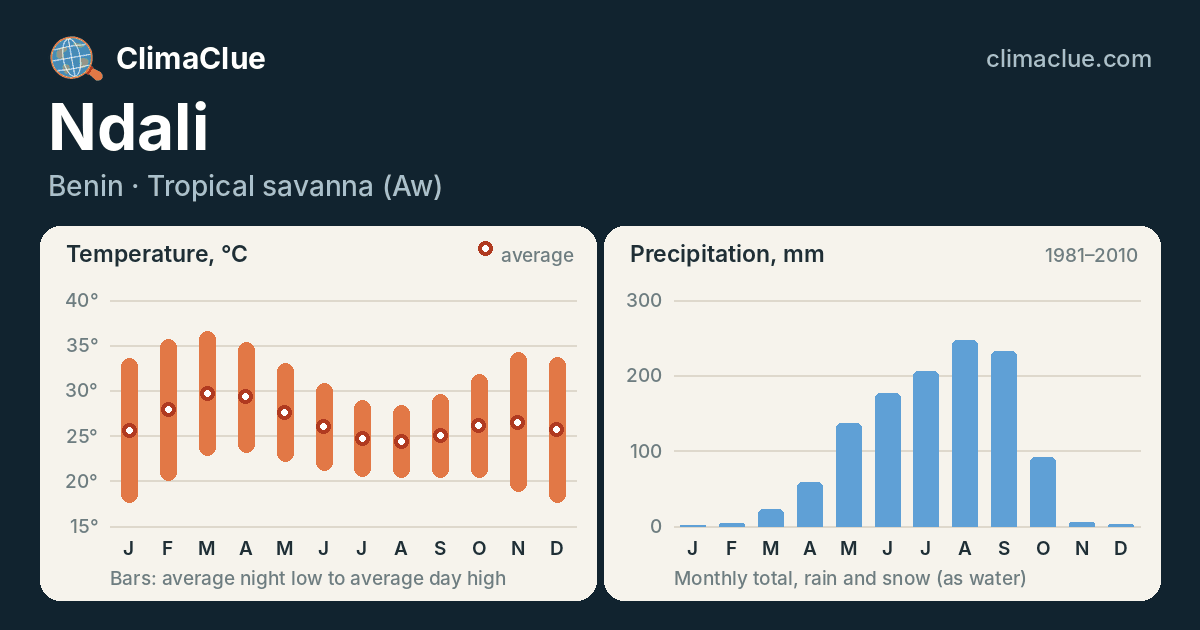 ClimaClue
climaclue.com
Ndali
Benin · Tropical savanna (Aw)
Temperature, °C
average
40°
35°
30°
25°
20°
15°
J F M A M J J A S O N D
Bars: average night low to average day high
Precipitation, mm
1981–2010
300
200
100
0
J F M A M J J A S O N D
Monthly total, rain and snow (as water)